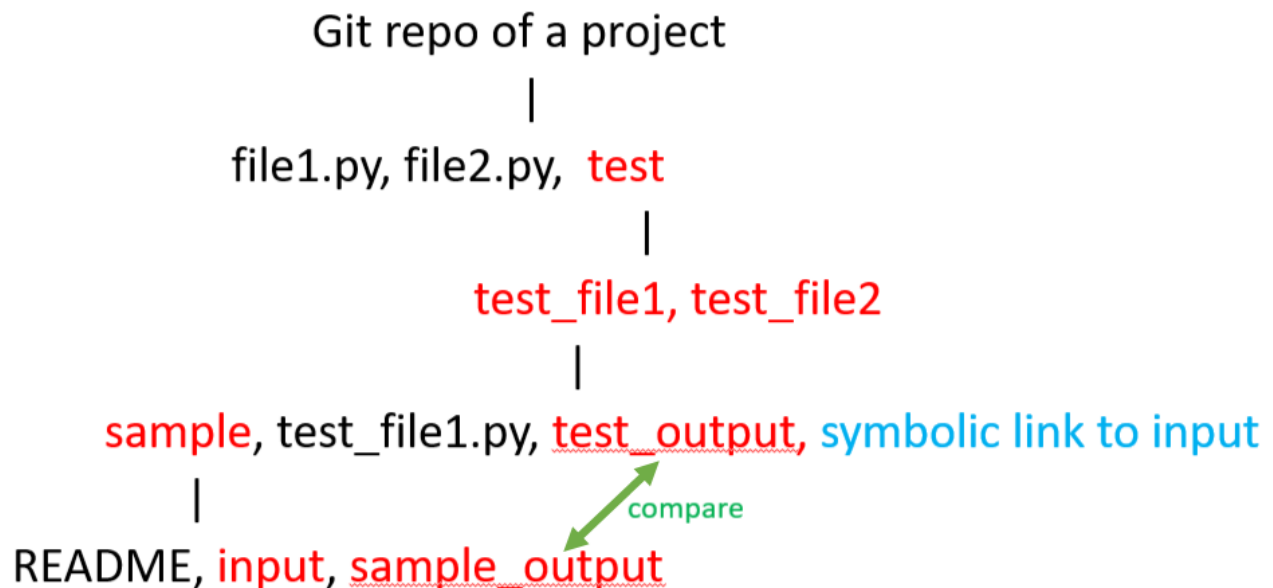 Git repo of a project
|
file1.py, file2.py, test
|
test_file1, test_file2
|
sample, test_file1.py, test_output, symbolic link to input
|
compare
README, input, sample_output